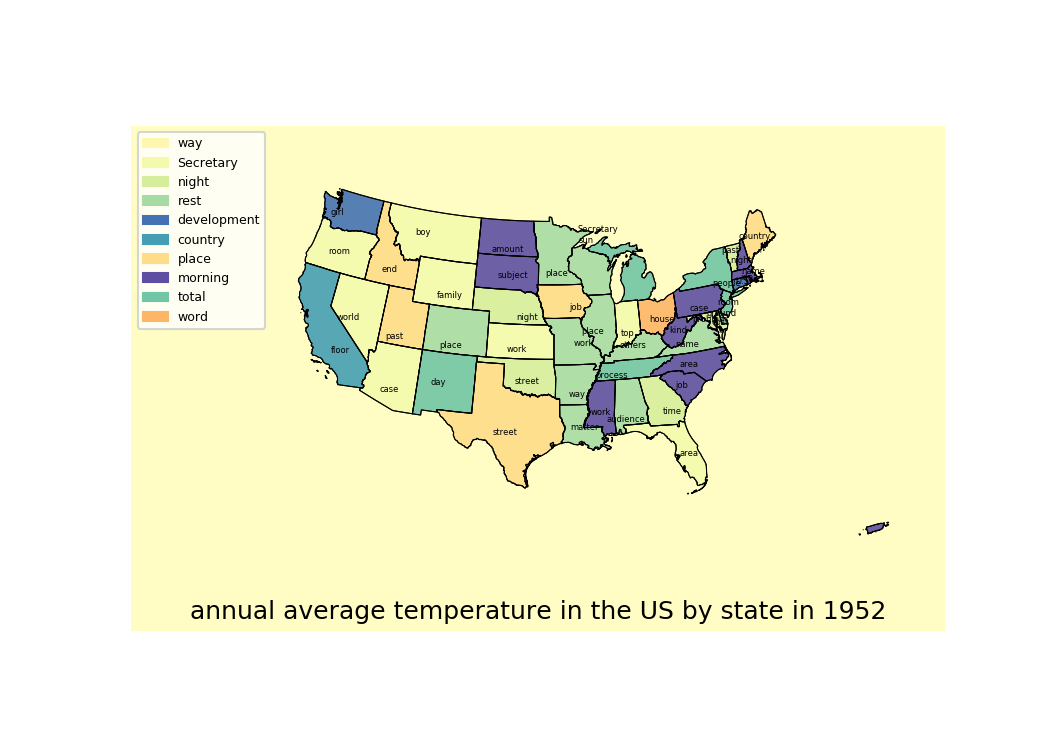 way
Secretary
night
rest
development
country
place
morning
total
word
girl
room
boy
end
family
world
floor
past
case
place
day
amount
subject
night
work
street
street
Secretary
sun
place
job
place
work
way
matter
work
audience
top
others
process
house
case
kind
name
area
job
time
area
country
past
night
name
people
room
annual average temperature in the US by state in 1952